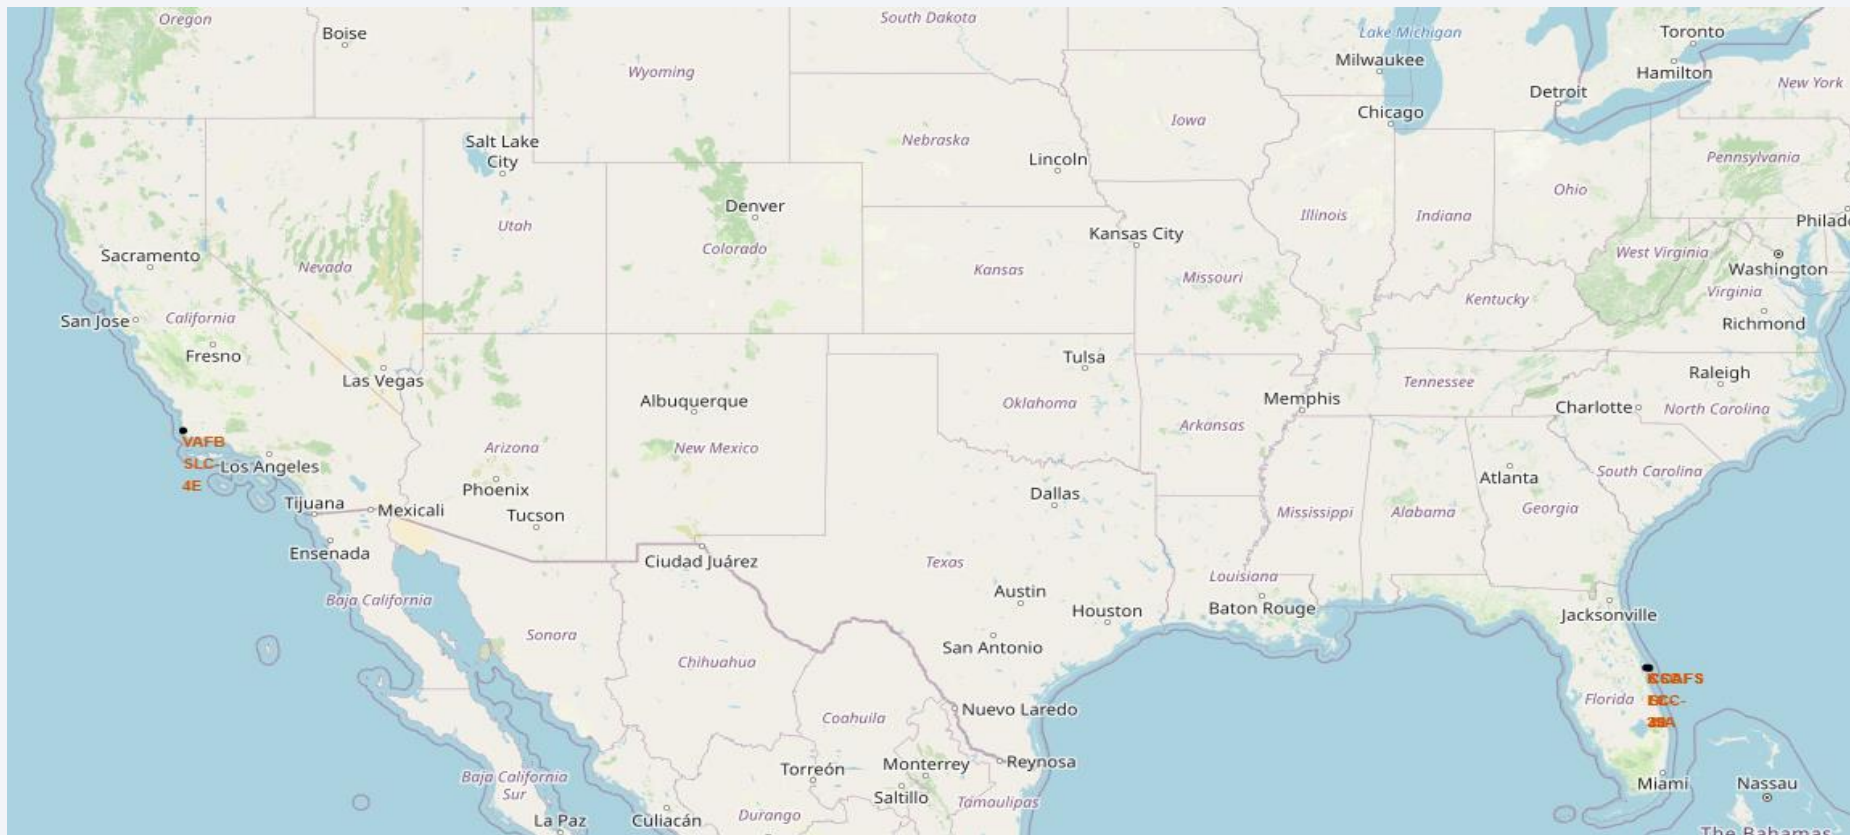 Oregon
Boise
South Dakota
Lake Michigan
Toronto
Wyoming
Milwaukee
Hamilton
New York
Detroit
Chicago
Iowa
Nebraska
Salt Lake
City
Lincoln
Pennsylvania
Ohio
Denver
Illinois
Indiana
Philad
Utah
Kansas City
Colorado
Sacramento
Nevada
Kansas
Missouri
West Virginia
Washington
Virginia
Kentucky
San Jose
California
Richmond
Fresno
Las Vegas
Tulsa
Raleigh
Tennessee
Albuquerque
Oklahoma
Memphis
Charlotte
North Carolina
Arkansas
VAFB
SLC-
4E
Los Angeles
Arizona
New Mexico
South Carolina
Atlanta
Phoenix
Dallas
Tijuana
Mexicali
Tucson
Mississippi
Alabama
Georgia
Ensenada
Ciudad Juárez
Texas
Louisiana
Austin
Baja California
Houston
Baton Rouge
Jacksonville
Sonora
San Antonio
Chihuahua
Florida
Nuevo Laredo
Coahuila
Torreón
Monterrey
Reynosa
Baja California
Sur
Saltillo
Tamaulipas
Miami
Nassau
Durango
La Paz
Culiacán
The Bahamas